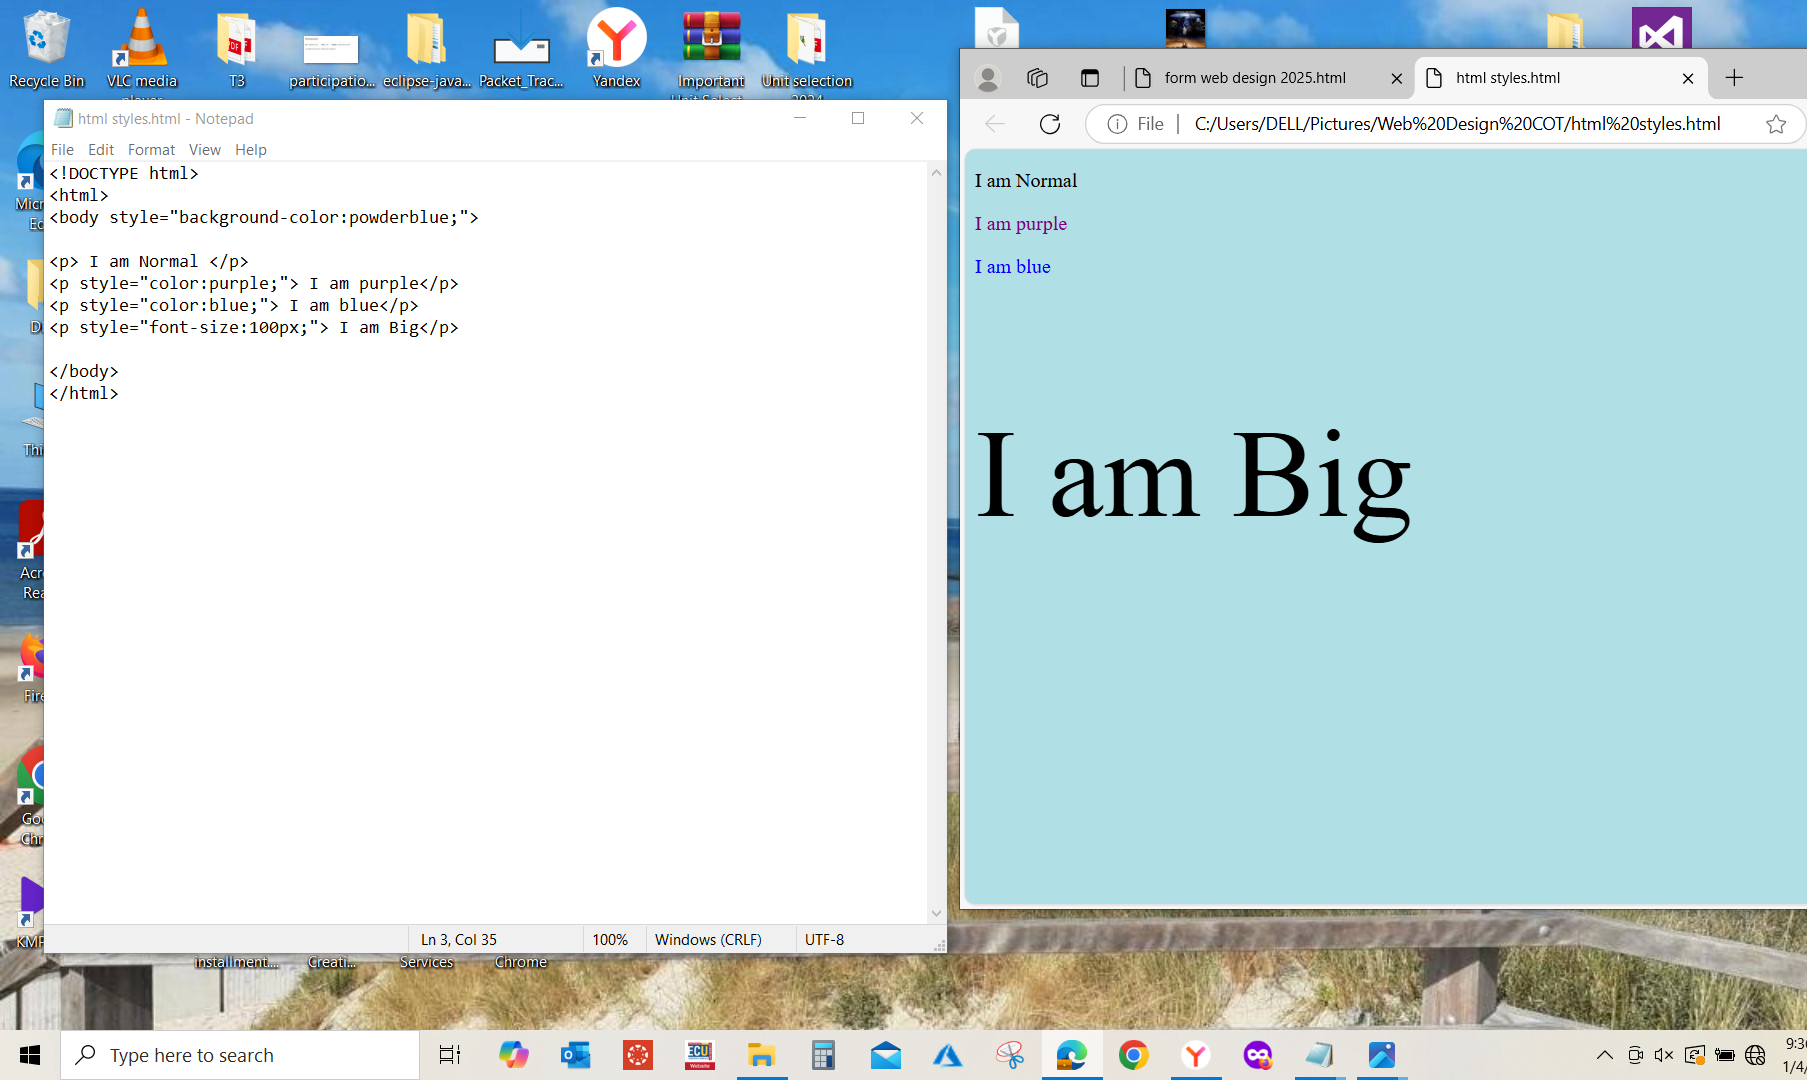 Recycle Bin
VLC media
player
T3
participatio...
eclipse-java...
Packet_Trac...
Yandex
Important
Unit Select...
Unit selection
2024
html styles.html - Notepad
File Edit Format View Help
<!DOCTYPE html>
<html>
<body style="background-color:powderblue;">
<p> I am Normal </p>
<p style="color:purple;"> I am purple</p>
<p style="color:blue;"> I am blue</p>
<p style="font-size:100px;"> I am Big</p>
</body>
</html>
Ln 3, Col 35
100%
Windows (CRLF)
UTF-8
form web design 2025.html
html styles.html
File
C:/Users/DELL/Pictures/Web%20Design%20COT/html%20styles.html
I am Normal
I am purple
I am blue
I am Big
Micr
Ed
D
Thi
Acr
Rea
Fire
Go
Chr
KMP
installment....
Creati...
Services
Chrome
Type here to search
ECU
Website
9:3
1/4/